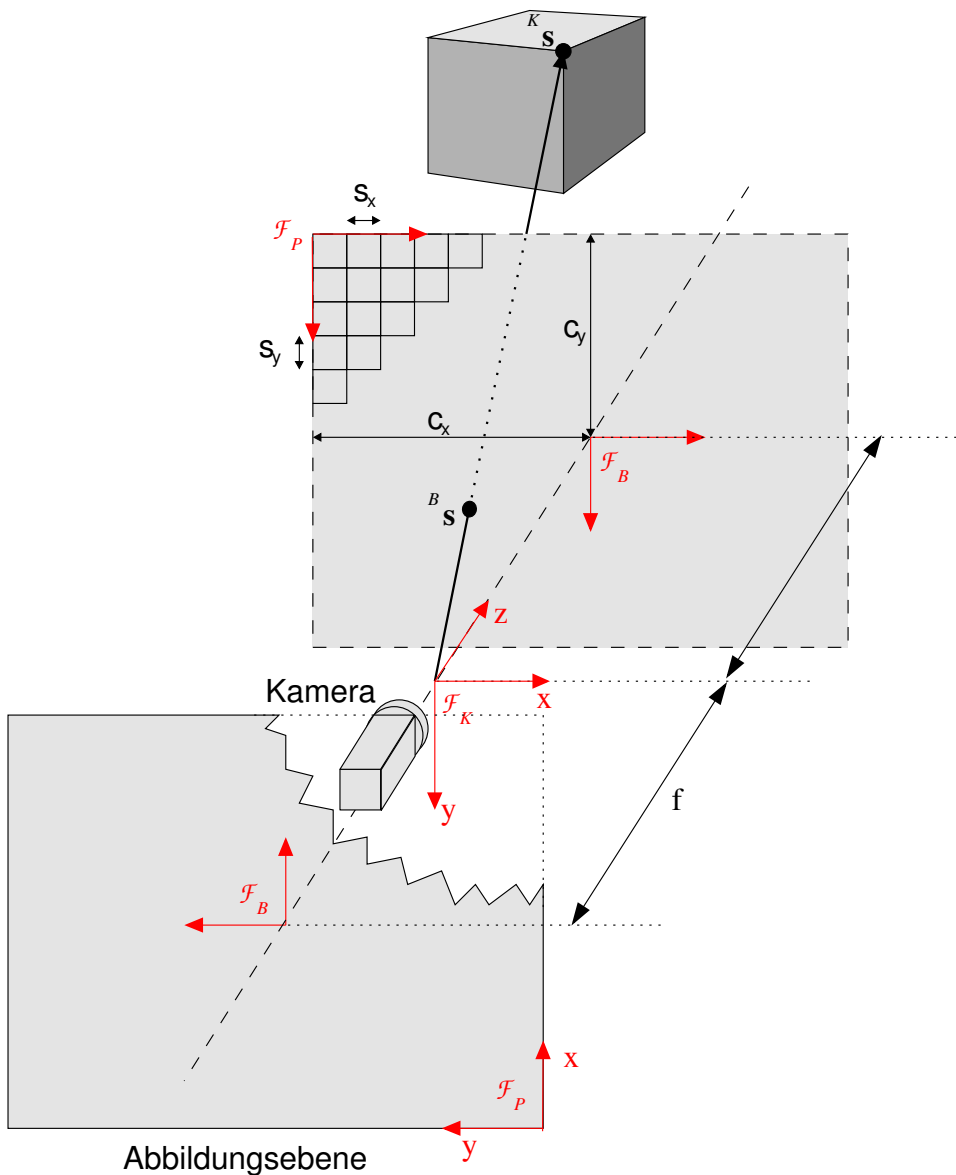 K s
s_x
ℱ_P
s_y
c_y
c_x
ℱ_B
B s
z
Kamera
ℱ_K
x
y
f
ℱ_B
x
ℱ_P
y
Abbildungsebene